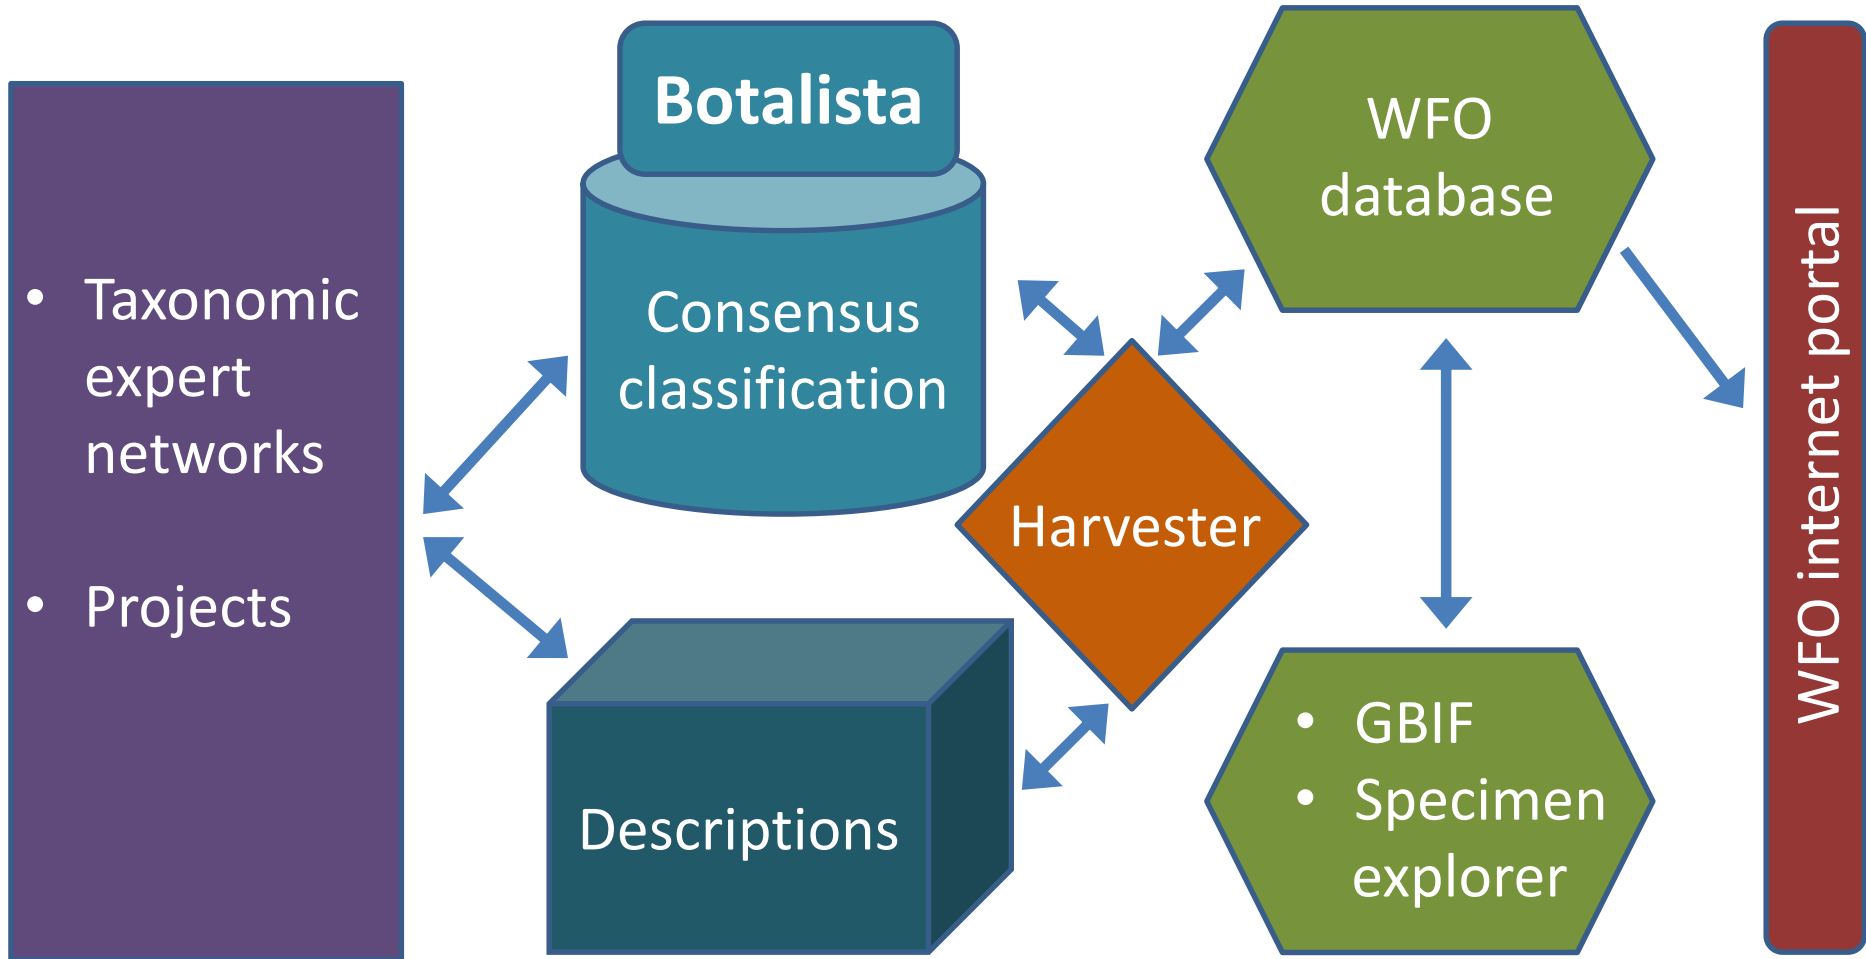 • Taxonomic
expert
networks
• Projects
Botalista
Consensus
classification
Descriptions
Harvester
WFO
database
• GBIF
• Specimen
explorer
WFO internet portal